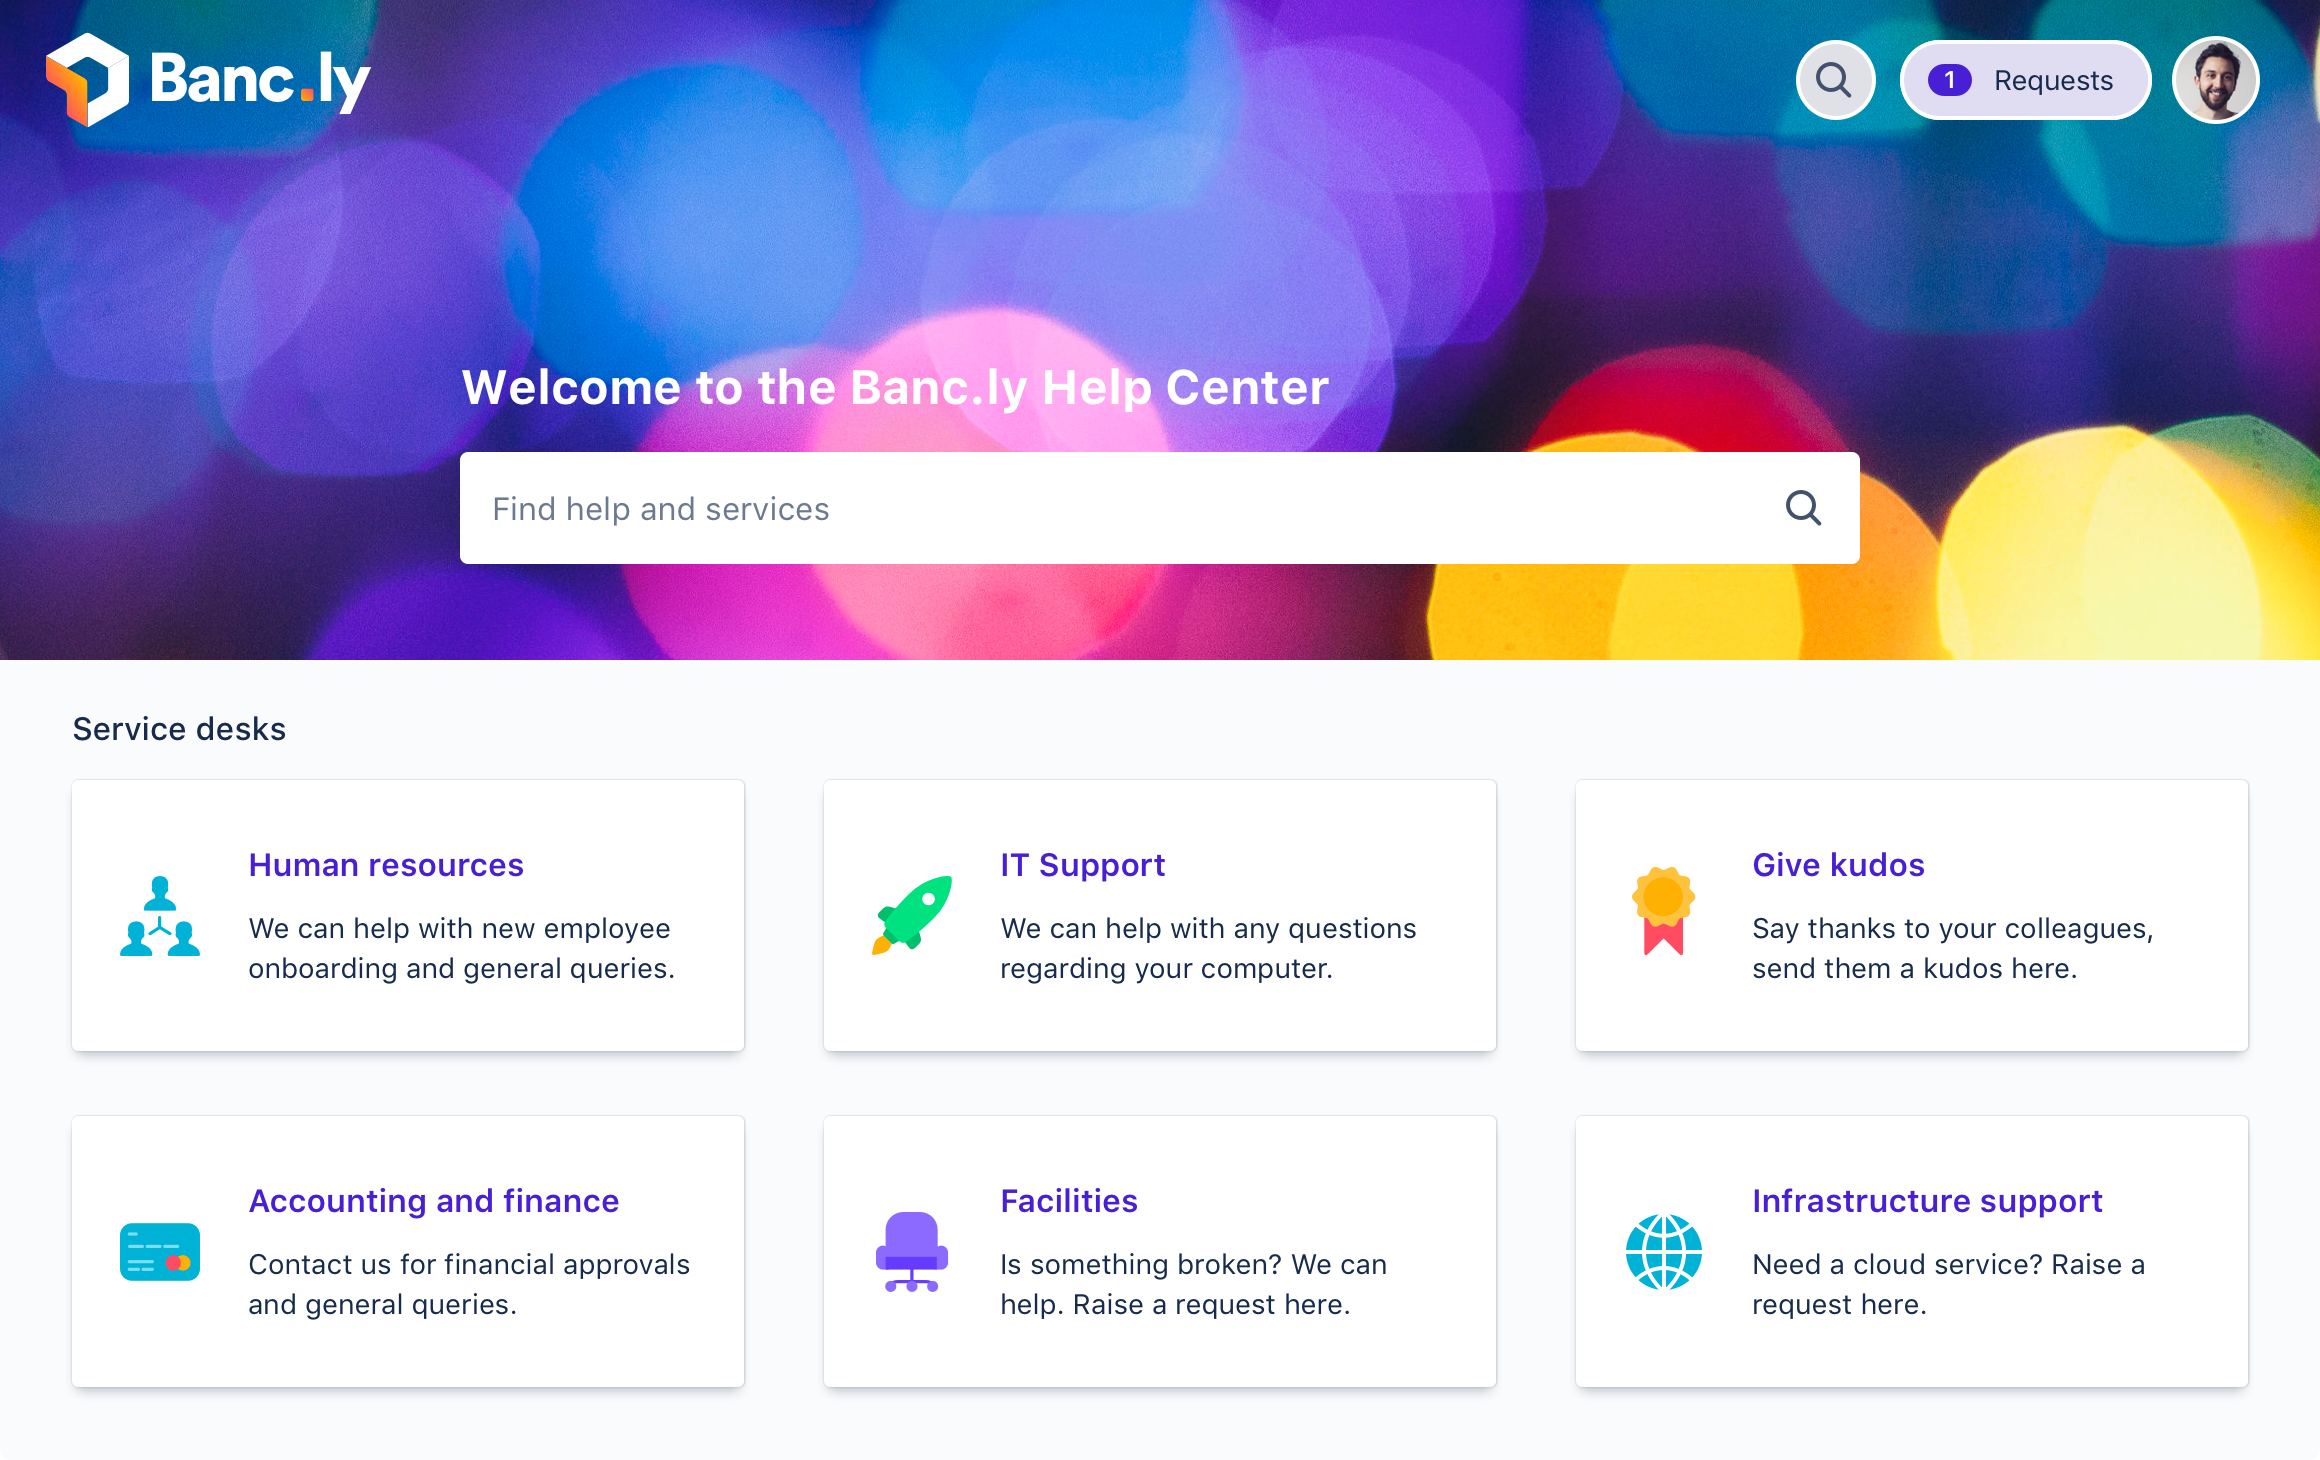 Banc.ly
1 Requests
Welcome to the Banc.ly Help Center
Find help and services
Service desks
Human resources
We can help with new employee
onboarding and general queries.
IT Support
We can help with any questions
regarding your computer.
Give kudos
Say thanks to your colleagues,
send them a kudos here.
Accounting and finance
Contact us for financial approvals
and general queries.
Facilities
Is something broken? We can
help. Raise a request here.
Infrastructure support
Need a cloud service? Raise a
request here.